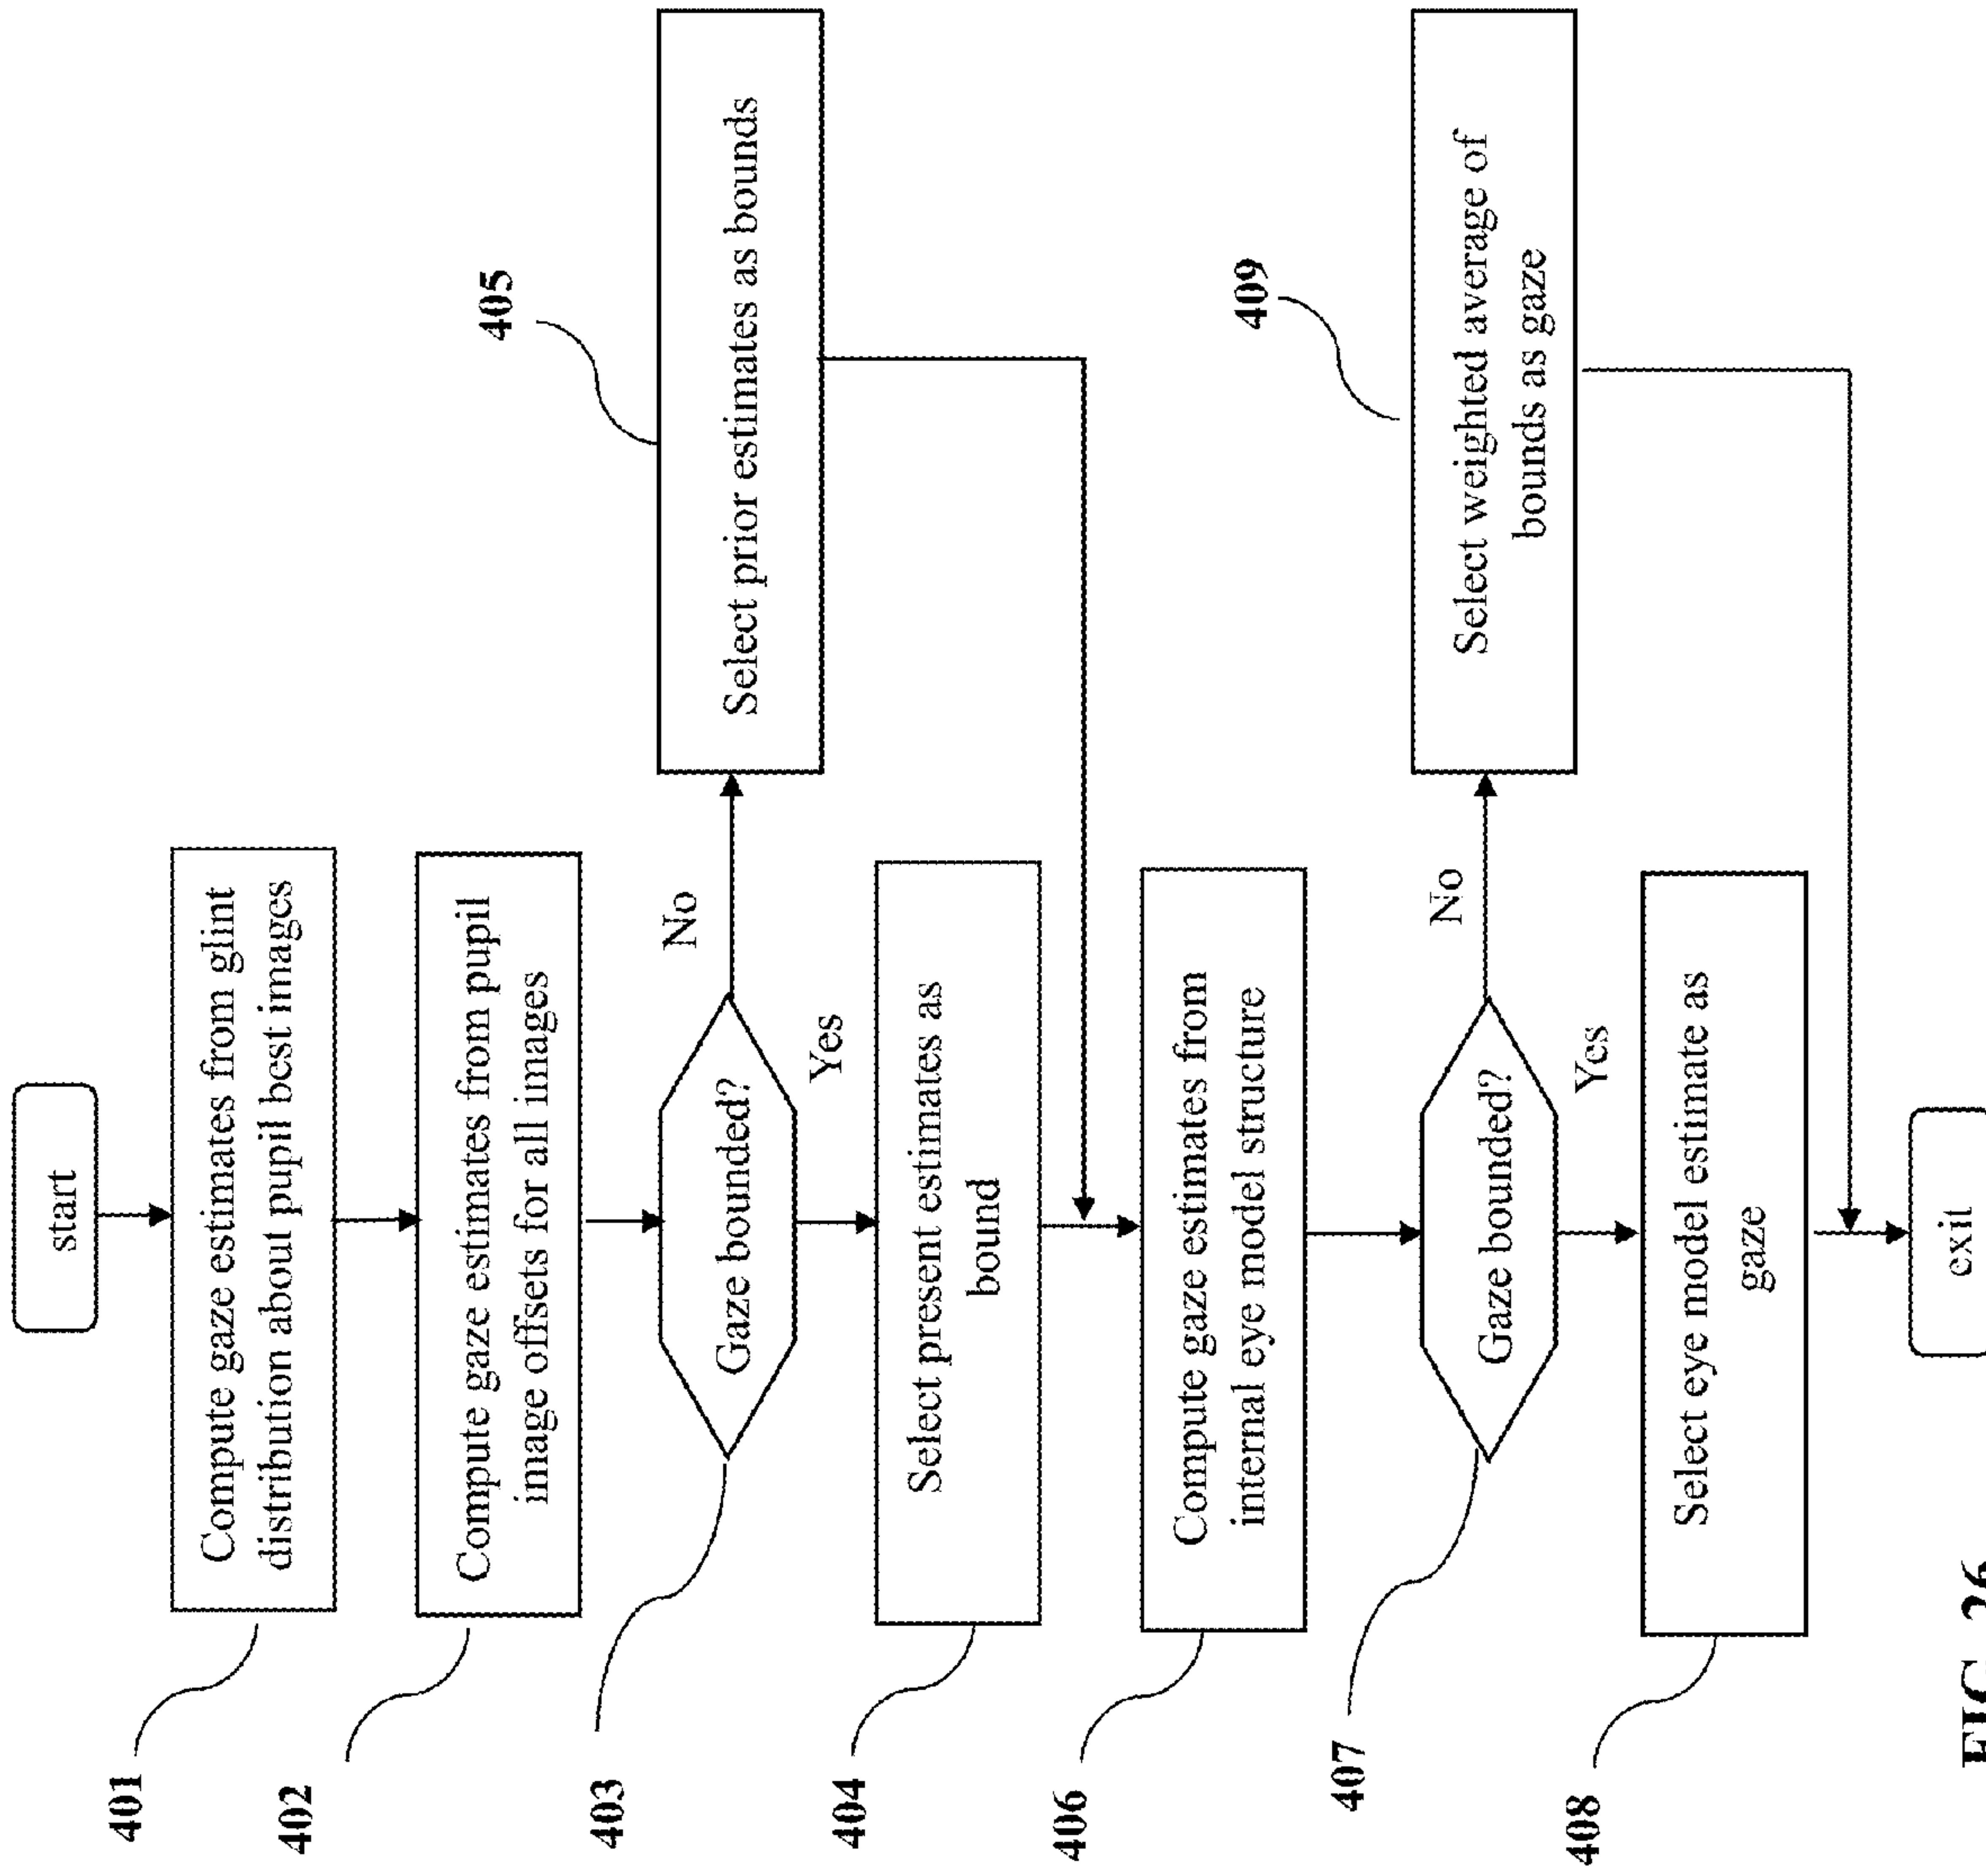 start
401
Compute gaze estimates from glint
distribution about pupil best images
402
Compute gaze estimates from pupil
image offsets for all images
403
Gaze bounded?
No
Yes
405
Select prior estimates as bounds
404
Select present estimates as
bound
406
Compute gaze estimates from
internal eye model structure
407
Gaze bounded?
No
Yes
409
Select weighted average of
bounds as gaze
408
Select eye model estimate as
gaze
exit
FIG. 26